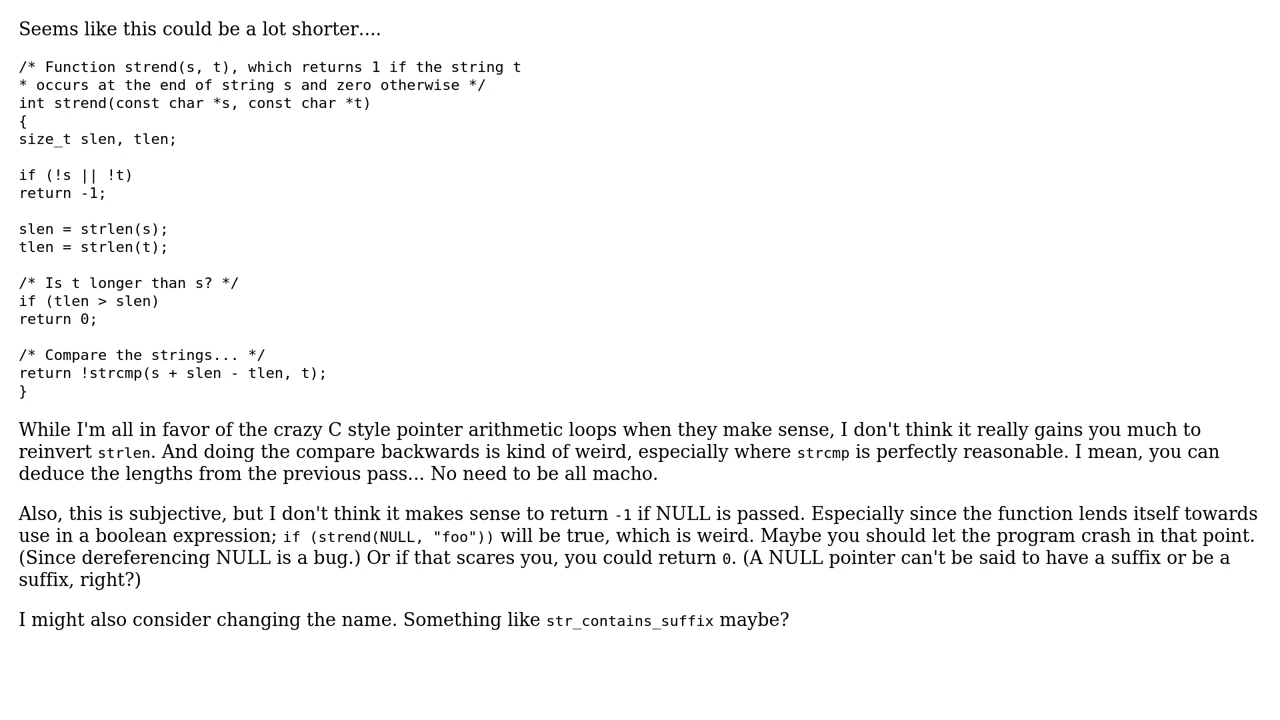 Seems like this could be a lot shorter....
/* Function strend(s, t), which returns 1 if the string t
* occurs at the end of string s and zero otherwise */
int strend(const char *s, const char *t)
{
size_t slen, tlen;
if (!s || !t)
return -1;
slen = strlen(s);
tlen = strlen(t);
/* Is t longer than s? */
if (tlen > slen)
return 0;
/* Compare the strings... */
return !strcmp(s + slen - tlen, t);
}
While I'm all in favor of the crazy C style pointer arithmetic loops when they make sense, I don't think it really gains you much to
reinvert strlen. And doing the compare backwards is kind of weird, especially where strcmp is perfectly reasonable. I mean, you can
deduce the lengths from the previous pass... No need to be all macho.
Also, this is subjective, but I don't think it makes sense to return -1 if NULL is passed. Especially since the function lends itself towards
use in a boolean expression; if (strend(NULL, "foo")) will be true, which is weird. Maybe you should let the program crash in that point.
(Since dereferencing NULL is a bug.) Or if that scares you, you could return 0. (A NULL pointer can't be said to have a suffix or be a
suffix, right?)
I might also consider changing the name. Something like str_contains_suffix maybe?